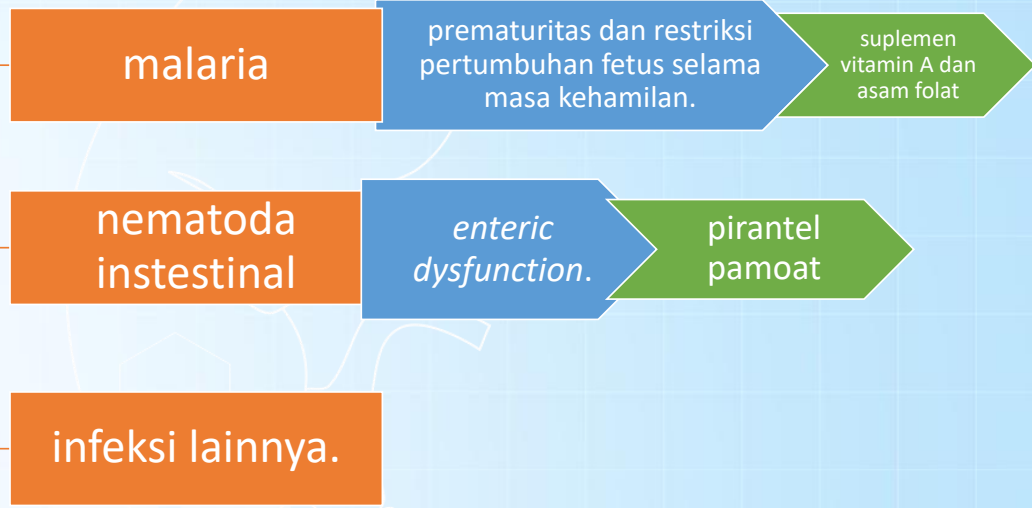 malaria
prematuritas dan restriksi
pertumbuhan fetus selama
masa kehamilan.
suplemen
vitamin A dan
asam folat
nematoda
instestinal
enteric
dysfunction.
pirantel
pamoat
infeksi lainnya.